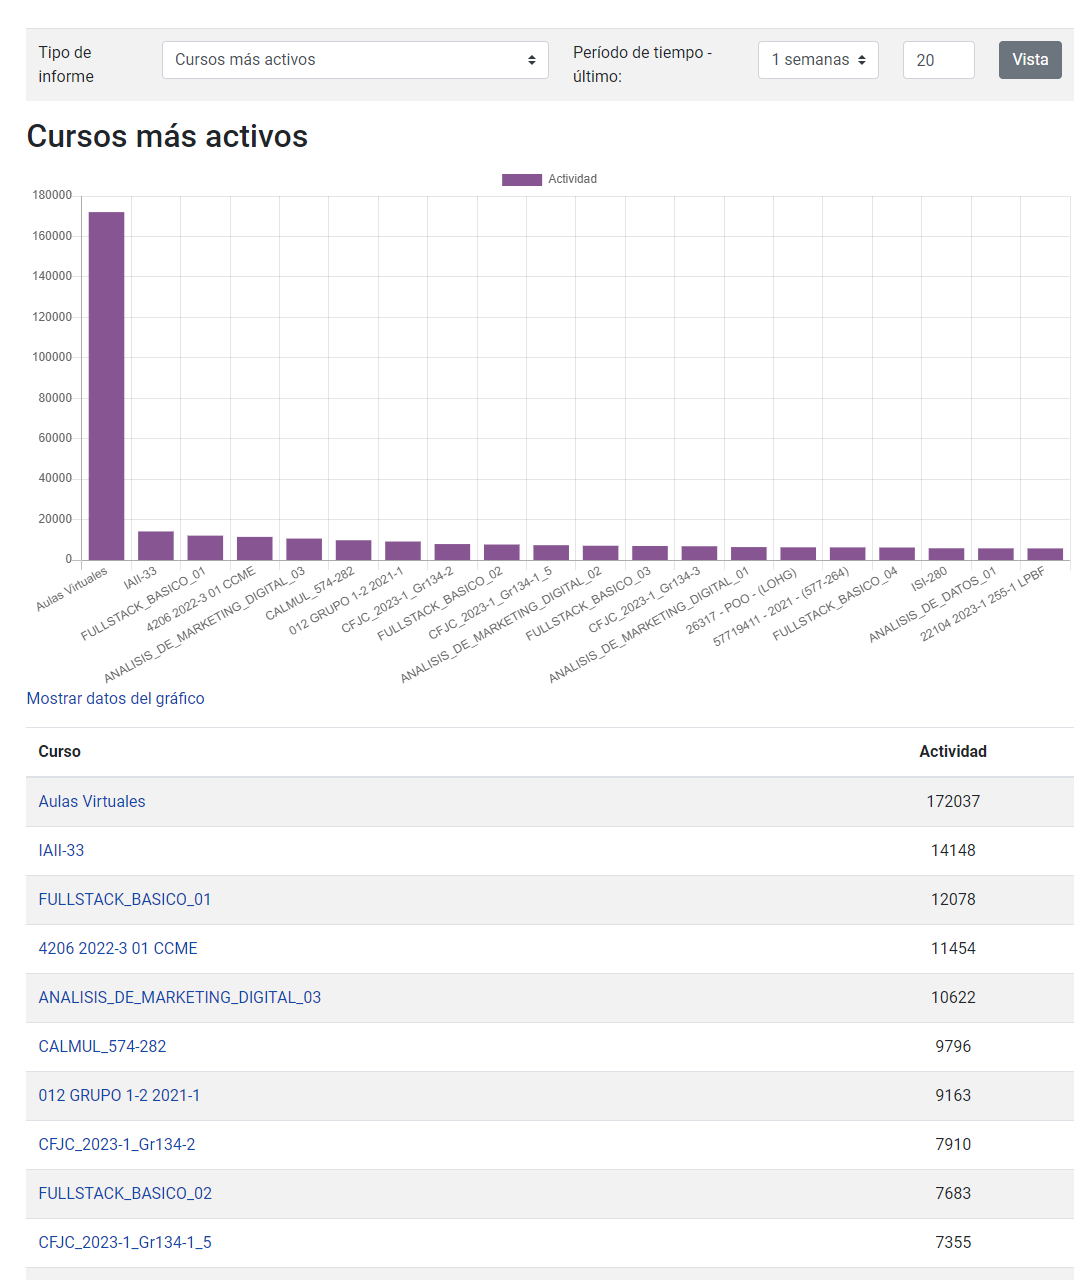 Tipo de informe
Cursos más activos
Período de tiempo - último:
1 semanas
20
Vista
Cursos más activos
Actividad
180000
160000
140000
120000
100000
80000
60000
40000
20000
0
Aulas Virtuales
IAII-33
FULLSTACK_BASICO_01
4206 2022-3 01 CCME
ANALISIS_DE_MARKETING_DIGITAL_03
CALMUL_574-282
012 GRUPO 1-2 2021-1
CFJC_2023-1_Gr134-2
FULLSTACK_BASICO_02
CFJC_2023-1_Gr134-1_5
ANALISIS_DE_MARKETING_DIGITAL_02
FULLSTACK_BASICO_03
CFJC_2023-1_Gr134-3
ANALISIS_DE_MARKETING_DIGITAL_01
26317 - POO - (LOHG)
57719411 - 2021 - (577-264)
FULLSTACK_BASICO_04
ISI-280
ANALISIS_DE_DATOS_01
22104 2023-1 255-1 LPBF
Mostrar datos del gráfico
Curso Actividad
Aulas Virtuales 172037
IAII-33 14148
FULLSTACK_BASICO_01 12078
4206 2022-3 01 CCME 11454
ANALISIS_DE_MARKETING_DIGITAL_03 10622
CALMUL_574-282 9796
012 GRUPO 1-2 2021-1 9163
CFJC_2023-1_Gr134-2 7910
FULLSTACK_BASICO_02 7683
CFJC_2023-1_Gr134-1_5 7355